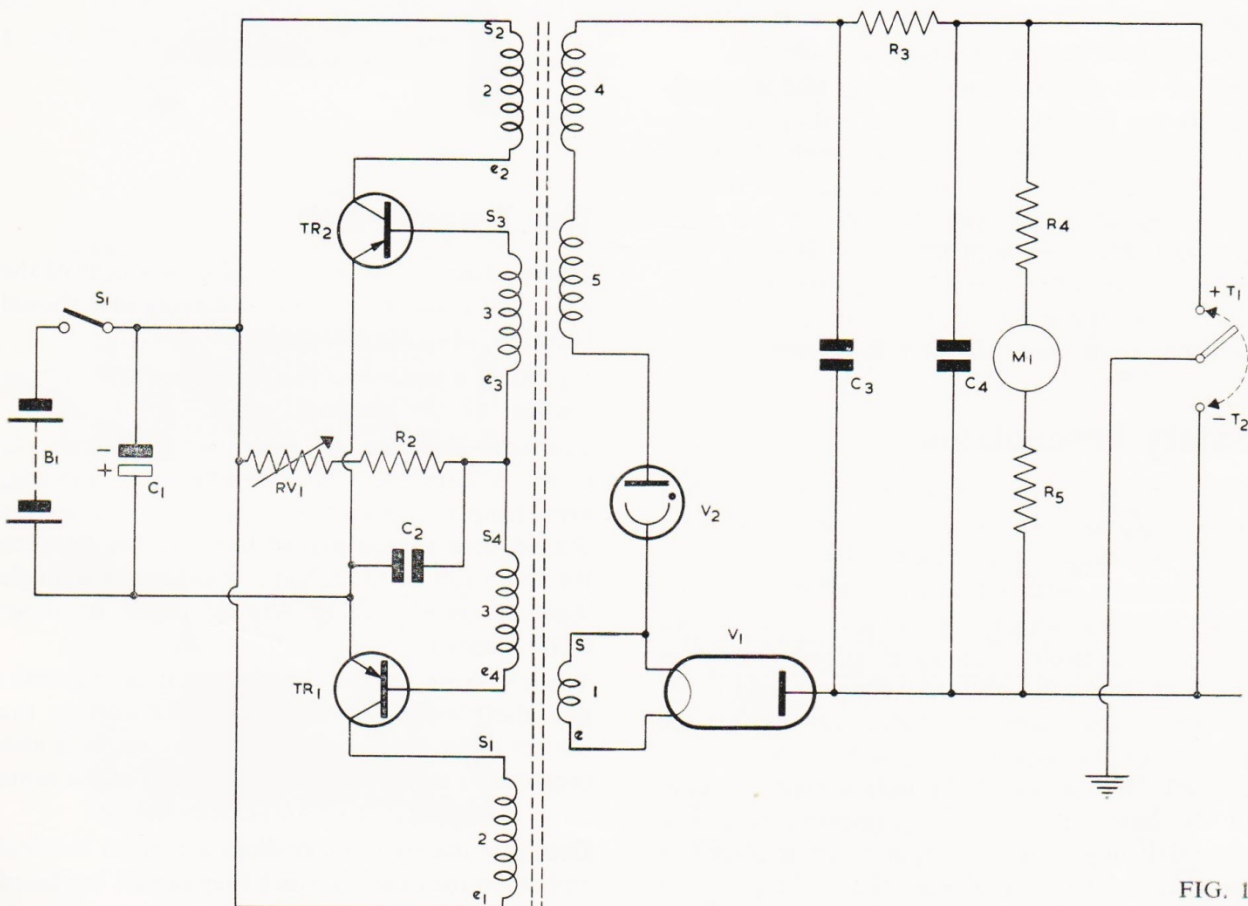 S2
2
4
R3
e2
TR2
S3
R4
S1
3
5
+ T1
M1
C3
C4
e3
− T2
B1
−
+
C1
RV1
R2
V2
R5
S4
C2
3
S
V1
TR1
e4
1
S1
e
2
e1
FIG. 1